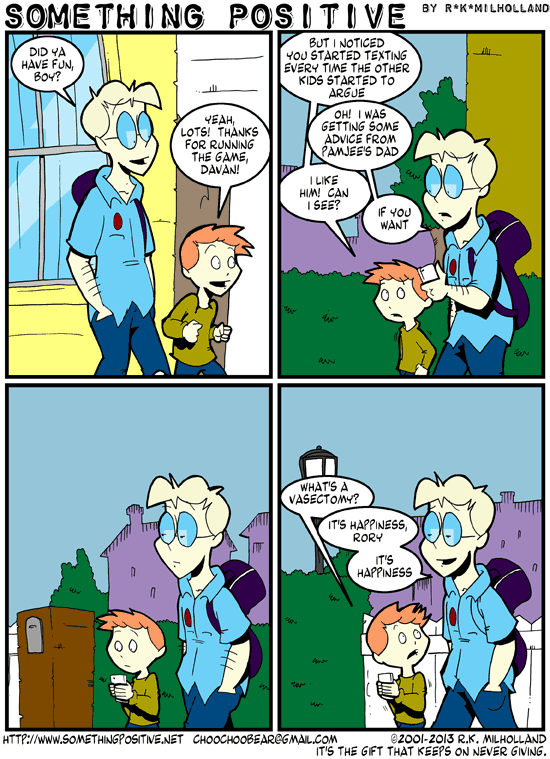 SOMETHING POSITIVE BY R*K*MILHOLLAND
DID YA
HAVE FUN,
BOY?
YEAH,
LOTS! THANKS
FOR RUNNING
THE GAME,
DAVAN!
BUT I NOTICED
YOU STARTED TEXTING
EVERY TIME THE OTHER
KIDS STARTED TO
ARGUE
OH! I WAS
GETTING SOME
ADVICE FROM
PAMJEE'S DAD
I LIKE
HIM! CAN
I SEE?
IF YOU
WANT
WHAT'S A
VASECTOMY?
IT'S HAPPINESS,
RORY
IT'S
HAPPINESS
HTTP://WWW.SOMETHINGPOSITIVE.NET CHOOCHOOBEAR@GMAIL.COM ©2001-2013 R.K. MILHOLLAND
IT'S THE GIFT THAT KEEPS ON NEVER GIVING.